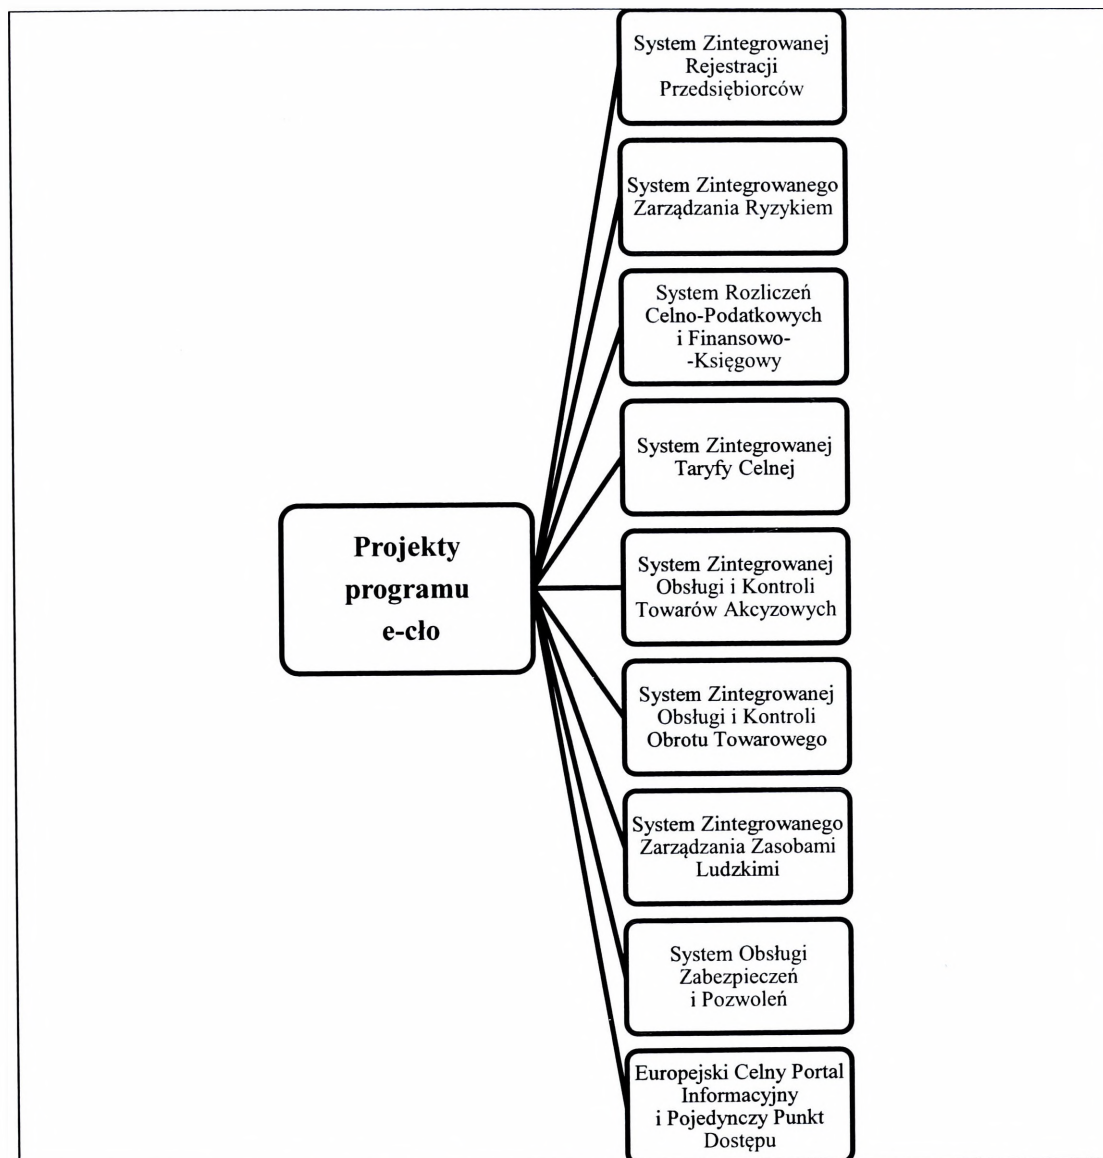 System Zintegrowanej
Rejestracji
Przedsiębiorców
System Zintegrowanego
Zarządzania Ryzykiem
System Rozliczeń
Celno-Podatkowych
i Finansowo-
-Księgowy
System Zintegrowanej
Taryfy Celnej
Projekty
programu
e-cło
System Zintegrowanej
Obsługi i Kontroli
Towarów Akcyzowych
System Zintegrowanej
Obsługi i Kontroli
Obrotu Towarowego
System Zintegrowanego
Zarządzania Zasobami
Ludzkimi
System Obsługi
Zabezpieczeń
i Pozwoleń
Europejski Celny Portal
Informacyjny
i Pojedynczy Punkt
Dostępu